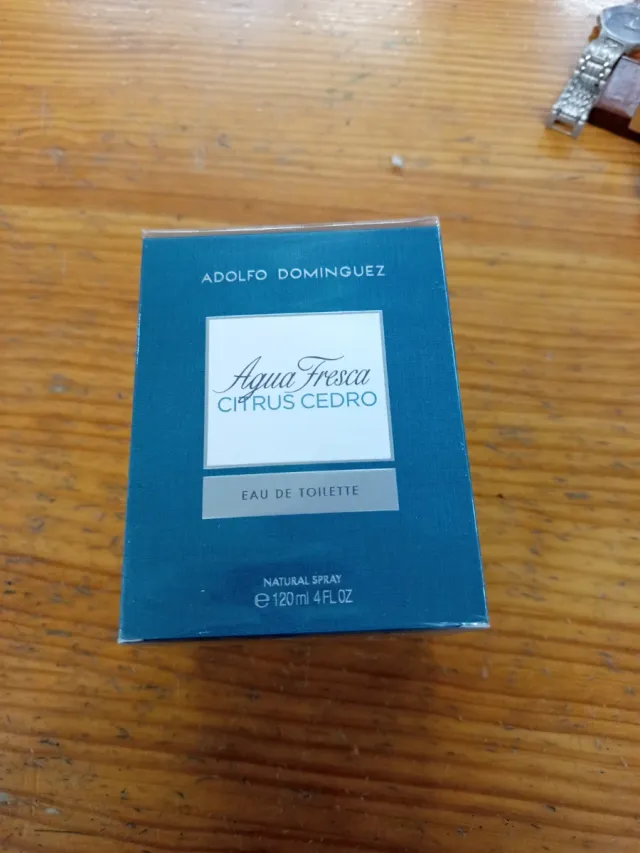 ADOLFO DOMINGUEZ
Agua Fresca
CITRUS CEDRO
EAU DE TOILETTE
NATURAL SPRAY
℮ 120 ml 4 FL OZ